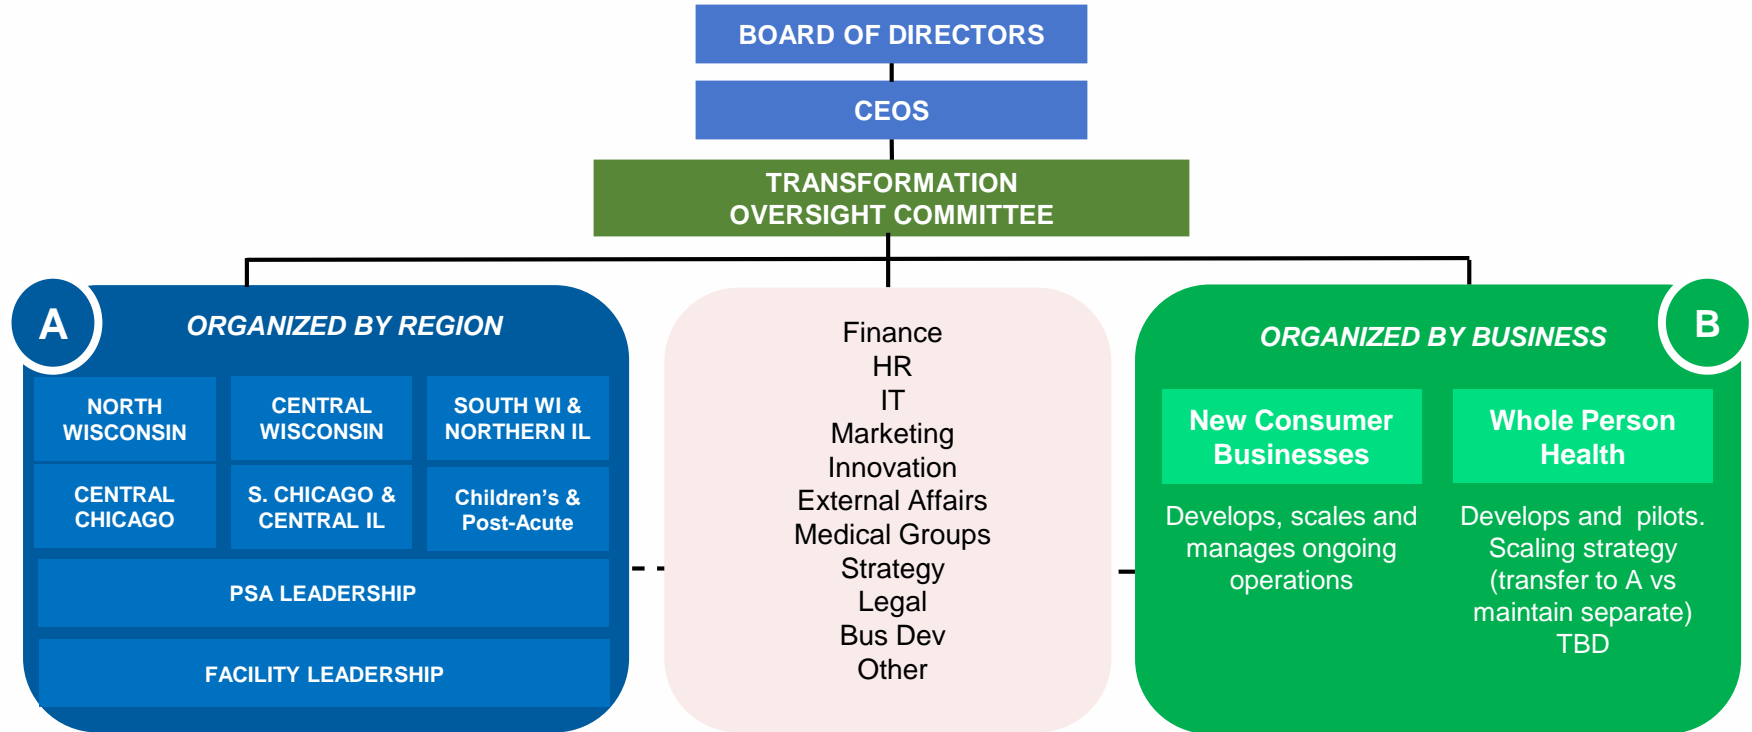 BOARD OF DIRECTORS
CEOS
TRANSFORMATION
OVERSIGHT COMMITTEE
A
ORGANIZED BY REGION
NORTH
WISCONSIN
CENTRAL
WISCONSIN
SOUTH WI &
NORTHERN IL
CENTRAL
CHICAGO
S. CHICAGO &
CENTRAL IL
Children's &
Post-Acute
PSA LEADERSHIP
FACILITY LEADERSHIP
Finance
HR
IT
Marketing
Innovation
External Affairs
Medical Groups
Strategy
Legal
Bus Dev
Other
ORGANIZED BY BUSINESS
B
New Consumer
Businesses
Develops, scales and
manages ongoing
operations
Whole Person
Health
Develops and pilots.
Scaling strategy
(transfer to A vs
maintain separate)
TBD